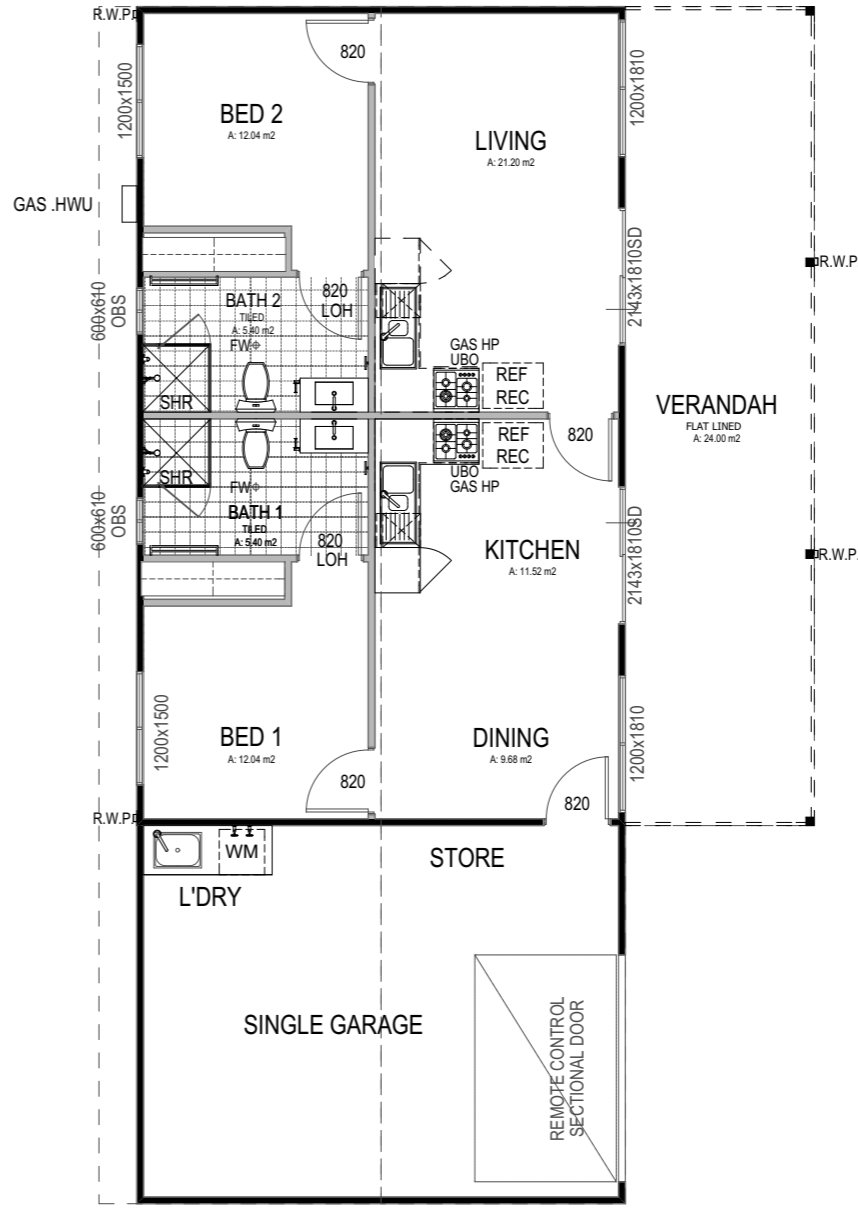 R.W.P.
820
1200x1500
1200x1810
BED 2
A: 12.04 m2
LIVING
A: 21.20 m2
GAS .HWU
2143x1810SD
R.W.P.
600x610
OBS
BATH 2
TILED
A: 5.40 m2
FW
820
LOH
GAS HP
UBO
REF
REC
SHR
VERANDAH
FLAT LINED
A: 24.00 m2
820
SHR
REF
REC
UBO
GAS HP
FW
600x610
OBS
BATH 1
TILED
A: 5.40 m2
820
LOH
KITCHEN
A: 11.52 m2
2143x1810SD
R.W.P.
1200x1500
BED 1
A: 12.04 m2
DINING
A: 9.68 m2
1200x1810
820
820
R.W.P.
WM
STORE
L'DRY
SINGLE GARAGE
REMOTE CONTROL
SECTIONAL DOOR